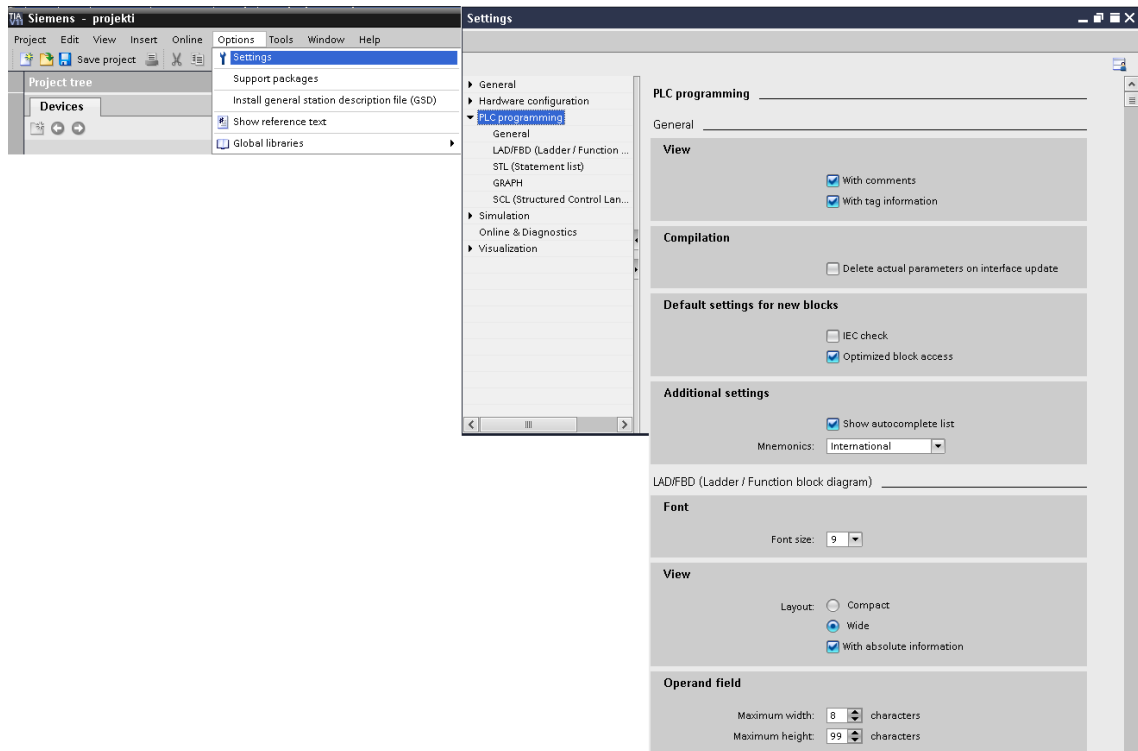 Siemens - projekti
Project Edit View Insert Online Options Tools Window Help
Save project
Settings
Support packages
Install general station description file (GSD)
Show reference text
Global libraries
Project tree
Devices
Settings
General
Hardware configuration
PLC programming
General
LAD/FBD (Ladder / Function ...
STL (Statement list)
GRAPH
SCL (Structured Control Lan...
Simulation
Online & Diagnostics
Visualization
PLC programming
General
View
With comments
With tag information
Compilation
Delete actual parameters on interface update
Default settings for new blocks
IEC check
Optimized block access
Additional settings
Show autocomplete list
Mnemonics: International
LAD/FBD (Ladder / Function block diagram)
Font
Font size: 9
View
Layout: Compact
Wide
With absolute information
Operand field
Maximum width: 8 characters
Maximum height: 99 characters